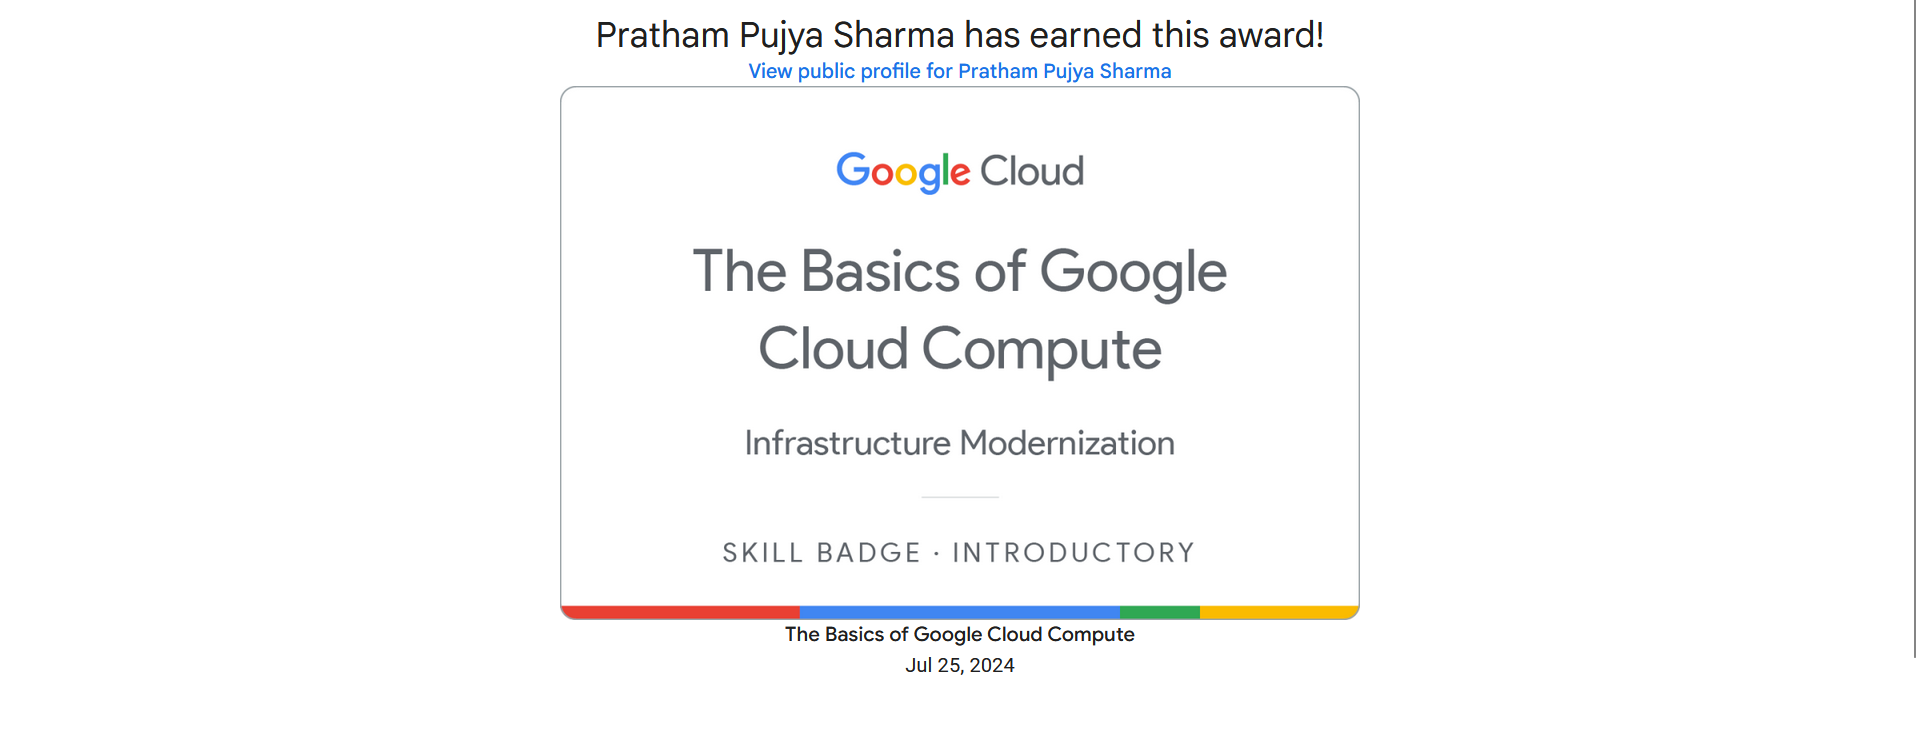 Pratham Pujya Sharma has earned this award!
View public profile for Pratham Pujya Sharma
Google Cloud
The Basics of Google
Cloud Compute
Infrastructure Modernization
SKILL BADGE · INTRODUCTORY
The Basics of Google Cloud Compute
Jul 25, 2024